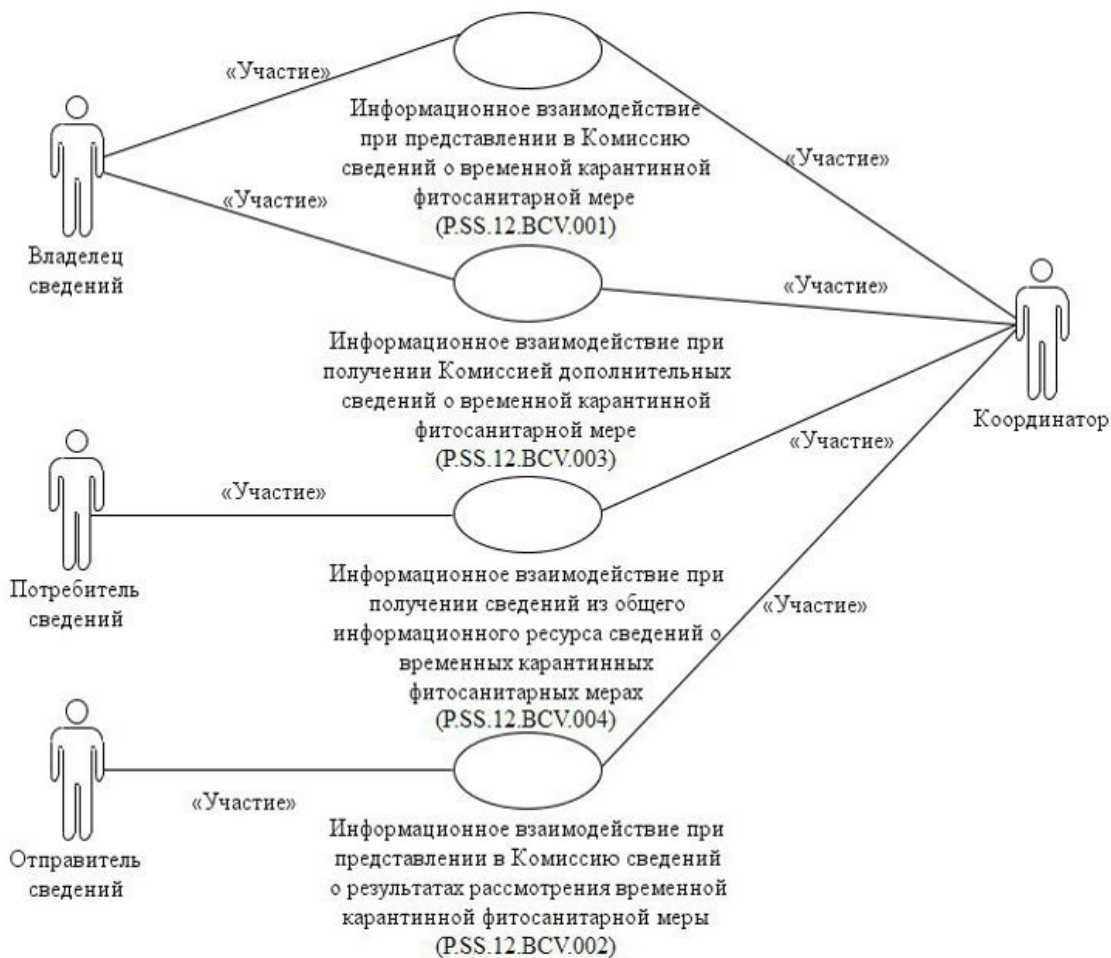 «Участие»
Информационное взаимодействие
при представлении в Комиссию
сведений о временной карантинной
фитосанитарной мере
(P.SS.12.BCV.001)
«Участие»
«Участие»
Владелец
сведений
«Участие»
Информационное взаимодействие при
получении Комиссией дополнительных
сведений о временной карантинной
фитосанитарной мере
(P.SS.12.BCV.003)
Координатор
«Участие»
«Участие»
Потребитель
сведений
Информационное взаимодействие при
получении сведений из общего
информационного ресурса сведений о
временных карантинных
фитосанитарных мерах
(P.SS.12.BCV.004)
«Участие»
«Участие»
Отправитель
сведений
Информационное взаимодействие при
представлении в Комиссию сведений
о результатах рассмотрения временной
карантинной фитосанитарной меры
(P.SS.12.BCV.002)